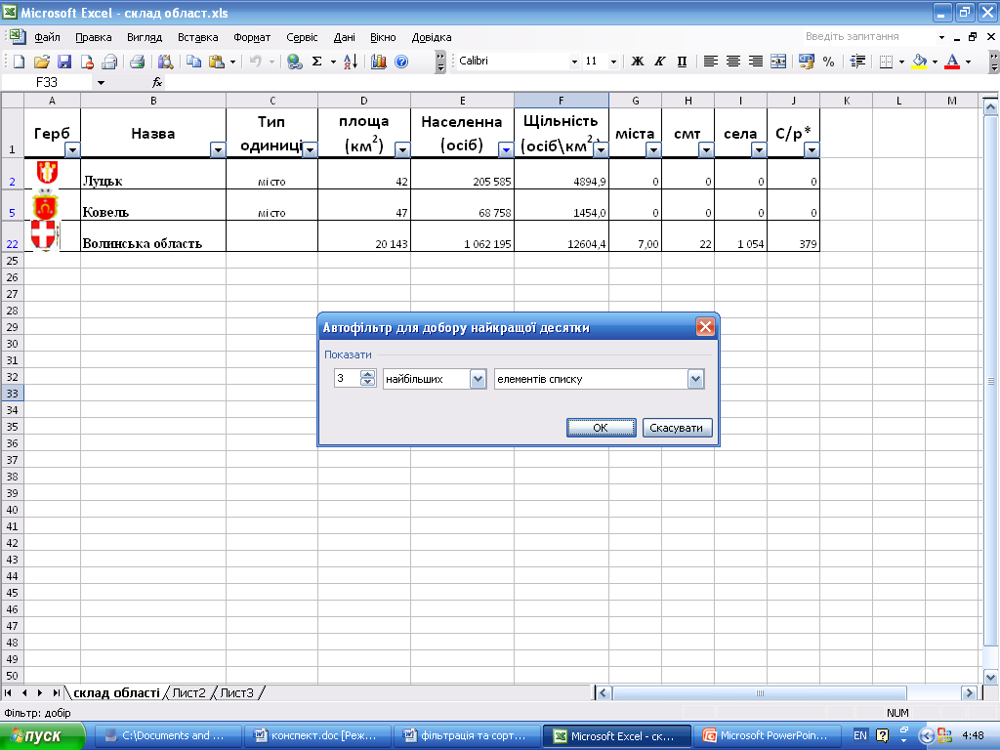 Microsoft Excel - склад област.xls
Файл Правка Вигляд Вставка Формат Сервіс Дані Вікно Довідка Введіть запитання
Calibri 11 Ж К П %
F33 fx
A B C D E F G H I J K L M
1 Герб Назва Тип одиниці площа (км2) Населенна (осіб) Щільність (осіб\км2 міста смт села С/р*
2 Луцьк місто 42 205 585 4894,9 0 0 0 0
5 Ковель місто 47 68 758 1454,0 0 0 0 0
22 Волинська область 20 143 1 062 195 12604,4 7,00 22 1 054 379
25
26
27
28
29
30
31
32
33
34
35
36
37
38
39
40
41
42
43
44
45
46
47
48
49
50
Автофільтр для добору найкращої десятки
Показати
3 найбільших елементів списку
ОК Скасувати
склад області Лист2 Лист3
Фільтр: добір NUM
пуск C:\Documents and ... конспект.doc [Реж... фільтрація та сорт... Microsoft Excel - ск... Microsoft PowerPoin... EN 4:48